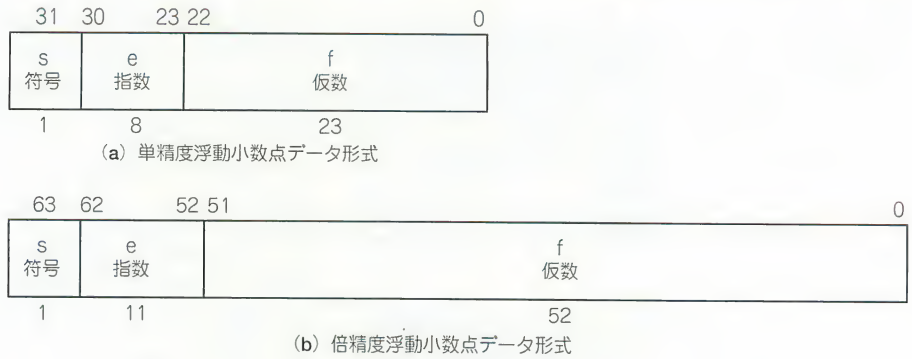 31 30 23 22 0
s e f
符号 指数 仮数
1 8 23
(a) 単精度浮動小数点データ形式
63 62 52 51 0
s e f
符号 指数 仮数
1 11 52
(b) 倍精度浮動小数点データ形式